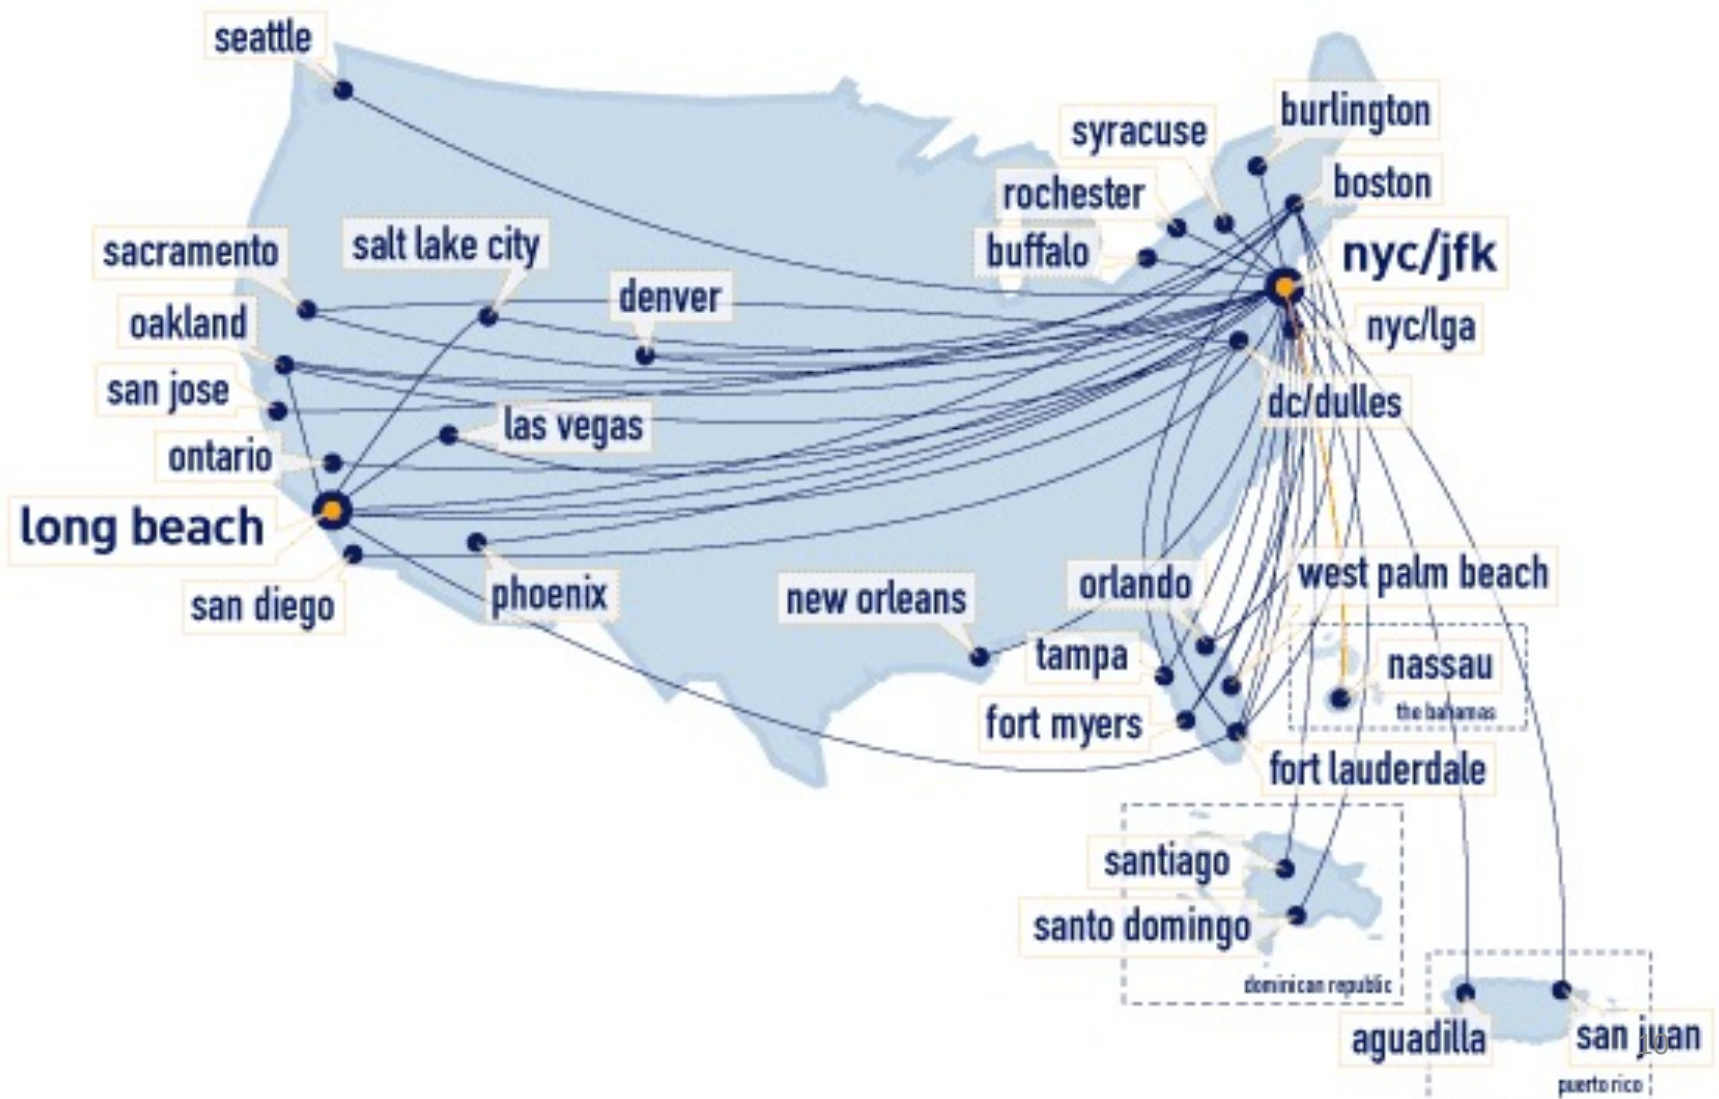 seattle
burlington
syracuse
boston
rochester
sacramento
salt lake city
buffalo
nyc/jfk
denver
oakland
nyc/lga
san jose
dc/dulles
las vegas
ontario
long beach
west palm beach
orlando
phoenix
new orleans
san diego
tampa
nassau
the bahamas
fort myers
fort lauderdale
santiago
santo domingo
dominican republic
aguadilla
san juan
10
puerto rico